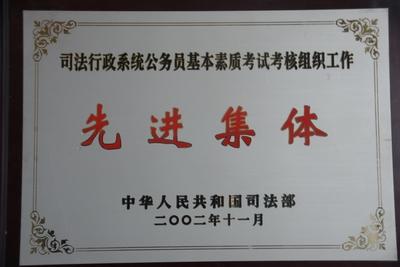 司法行政系统公务员基本素质考试考核组织工作
先进集体
中华人民共和国司法部
二〇〇二年十一月